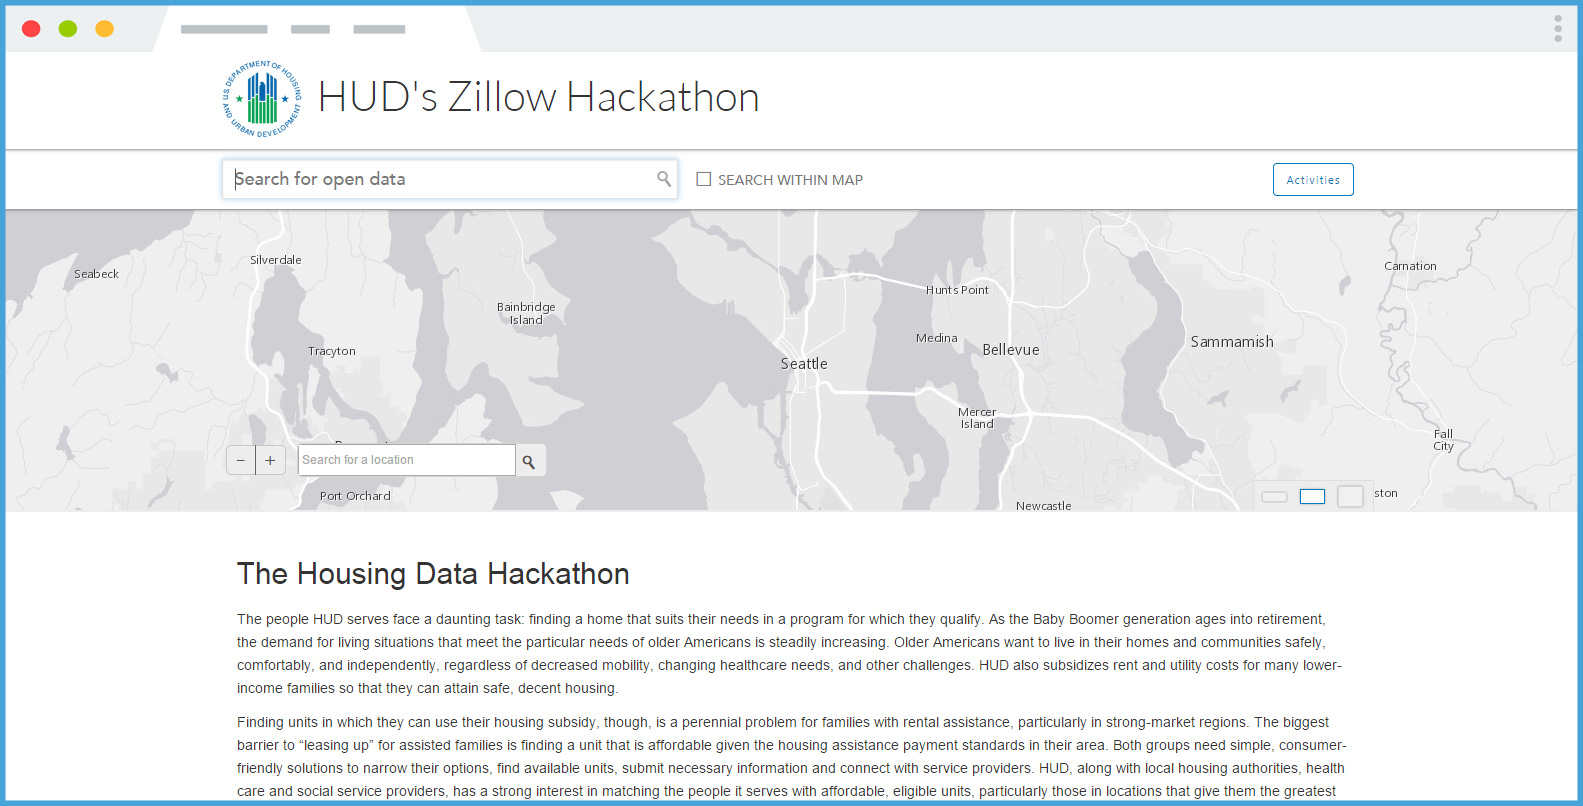 U.S. DEPARTMENT OF HOUSING
AND URBAN DEVELOPMENT
HUD's Zillow Hackathon
Search for open data
SEARCH WITHIN MAP
Activities
Seabeck
Silverdale
Carnation
Hunts Point
Bainbridge
Island
Medina
Sammamish
Tracyton
Bellevue
Seattle
Mercer
Island
Fall
City
− +
Search for a location
Port Orchard
ston
Newcastle
The Housing Data Hackathon
The people HUD serves face a daunting task: finding a home that suits their needs in a program for which they qualify. As the Baby Boomer generation ages into retirement,
the demand for living situations that meet the particular needs of older Americans is steadily increasing. Older Americans want to live in their homes and communities safely,
comfortably, and independently, regardless of decreased mobility, changing healthcare needs, and other challenges. HUD also subsidizes rent and utility costs for many lower-
income families so that they can attain safe, decent housing.
Finding units in which they can use their housing subsidy, though, is a perennial problem for families with rental assistance, particularly in strong-market regions. The biggest
barrier to “leasing up” for assisted families is finding a unit that is affordable given the housing assistance payment standards in their area. Both groups need simple, consumer-
friendly solutions to narrow their options, find available units, submit necessary information and connect with service providers. HUD, along with local housing authorities, health
care and social service providers, has a strong interest in matching the people it serves with affordable, eligible units, particularly those in locations that give them the greatest